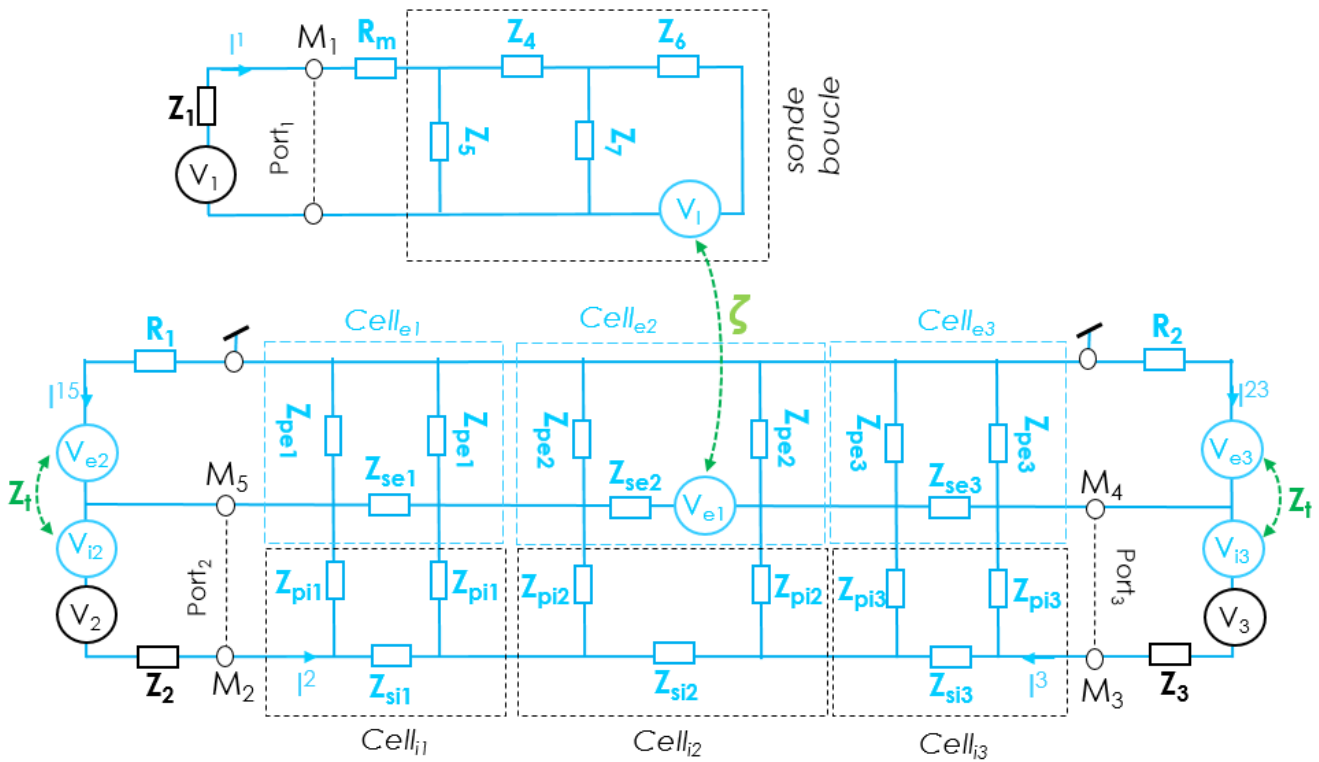 I¹ M₁ Rₘ Z₄ Z₆
Z₁ Port₁ Z₅ Z₇ sonde
boucle
V₁ Vₗ
ζ
Cellₑ₁ Cellₑ₂ Cellₑ₃
R₁ R₂
I¹⁵ I²³
Zpe1 Zpe1 Zpe2 Zpe2 Zpe3 Zpe3
Ve2 Ve3
Zt M₅ Zse1 Zse2 Ve1 Zse3 M₄ Zt
Vi2 Vi3
Port₂ Zpi1 Zpi1 Zpi2 Zpi2 Zpi3 Zpi3 Port₃
V₂ V₃
Z₂ M₂ I² Zsi1 Zsi2 Zsi3 I³ M₃ Z₃
Cellᵢ₁ Cellᵢ₂ Cellᵢ₃